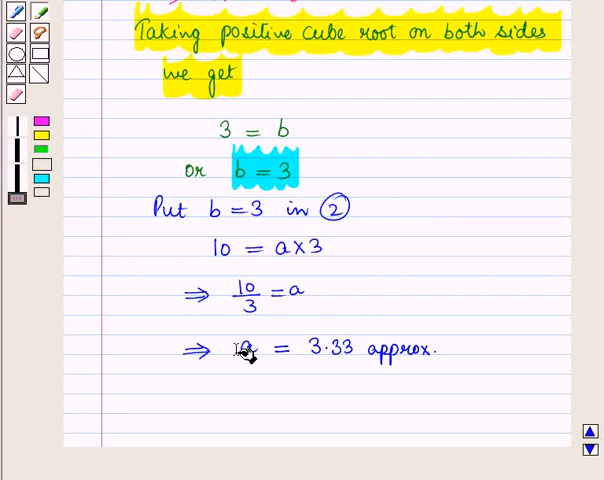 Taking positive cube root on both sides
we get
3 = b
or b = 3
Put b = 3 in ②
10 = a × 3
⇒ 10/3 = a
⇒ a = 3.33 approx.